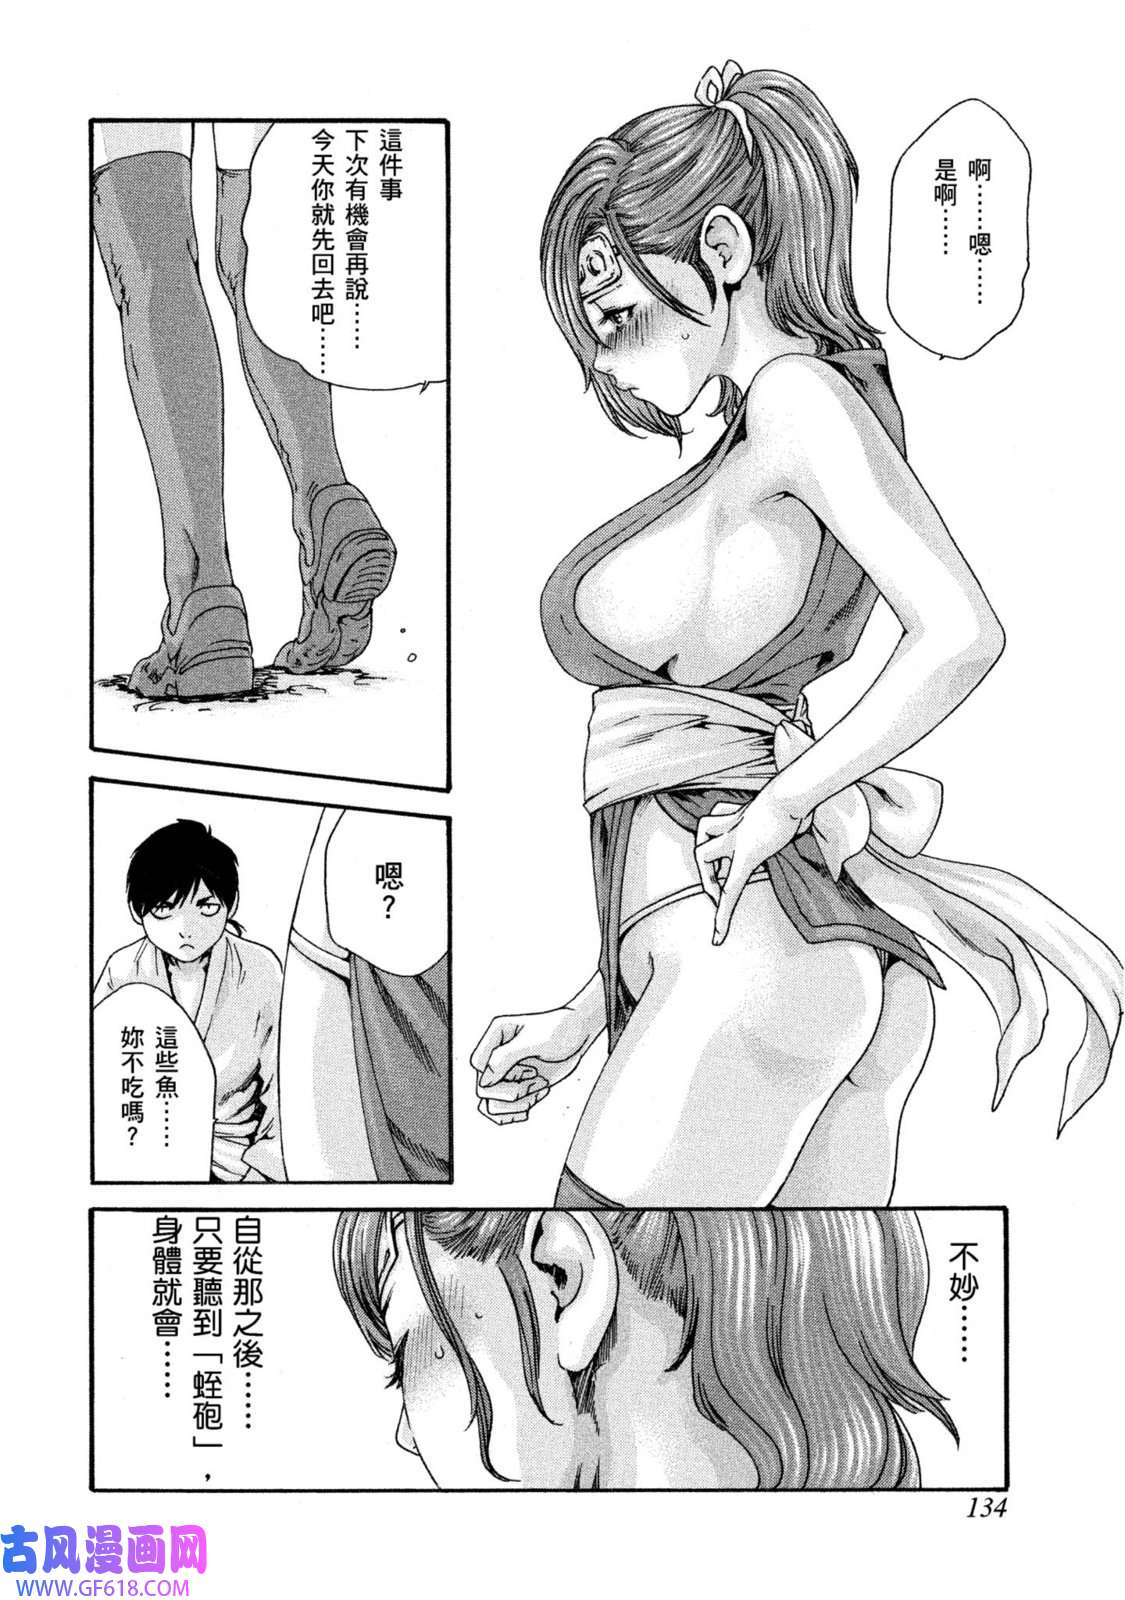 啊……嗯……
是啊……
這件事
下次有機會再說……
今天你就先回去吧……
嗯？
這些魚……
妳不吃嗎？
不妙……
自從那之後……
只要聽到「蛭砲」，
身體就會……
134
古风漫画网
WWW.GF618.COM